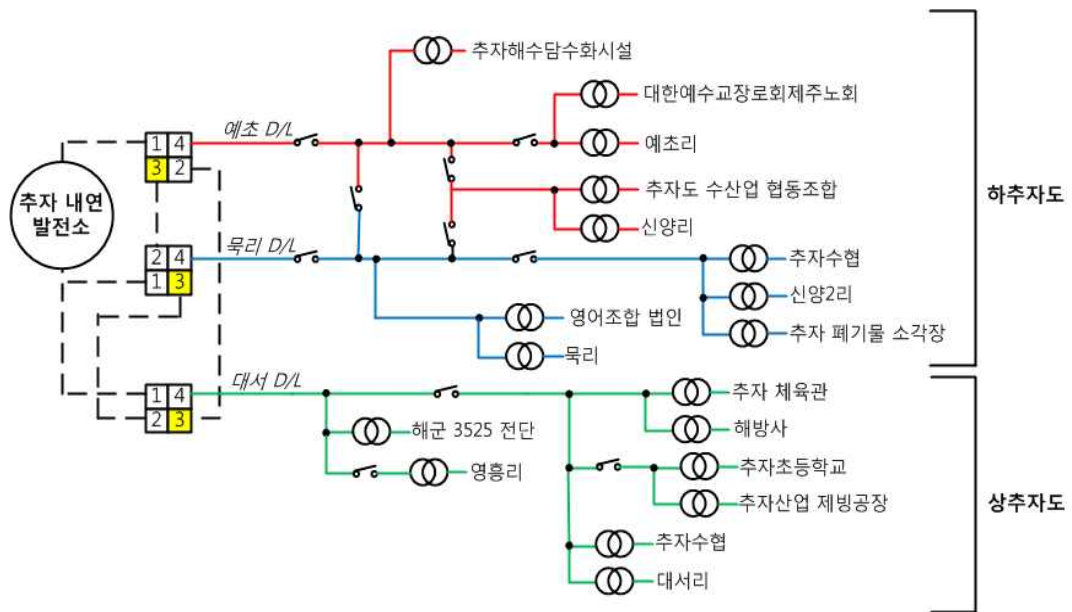 추자해수담수화시설
대한예수교장로회제주노회
예초 D/L
1 4
3 2
예초리
추자 내연
발전소
추자도 수산업 협동조합
하추자도
신양리
묵리 D/L
2 4
1 3
추자수협
신양2리
영어조합 법인
추자 폐기물 소각장
묵리
대서 D/L
1 4
2 3
추자 체육관
해군 3525 전단
해방사
영흥리
추자초등학교
추자산업 제빙공장
상추자도
추자수협
대서리